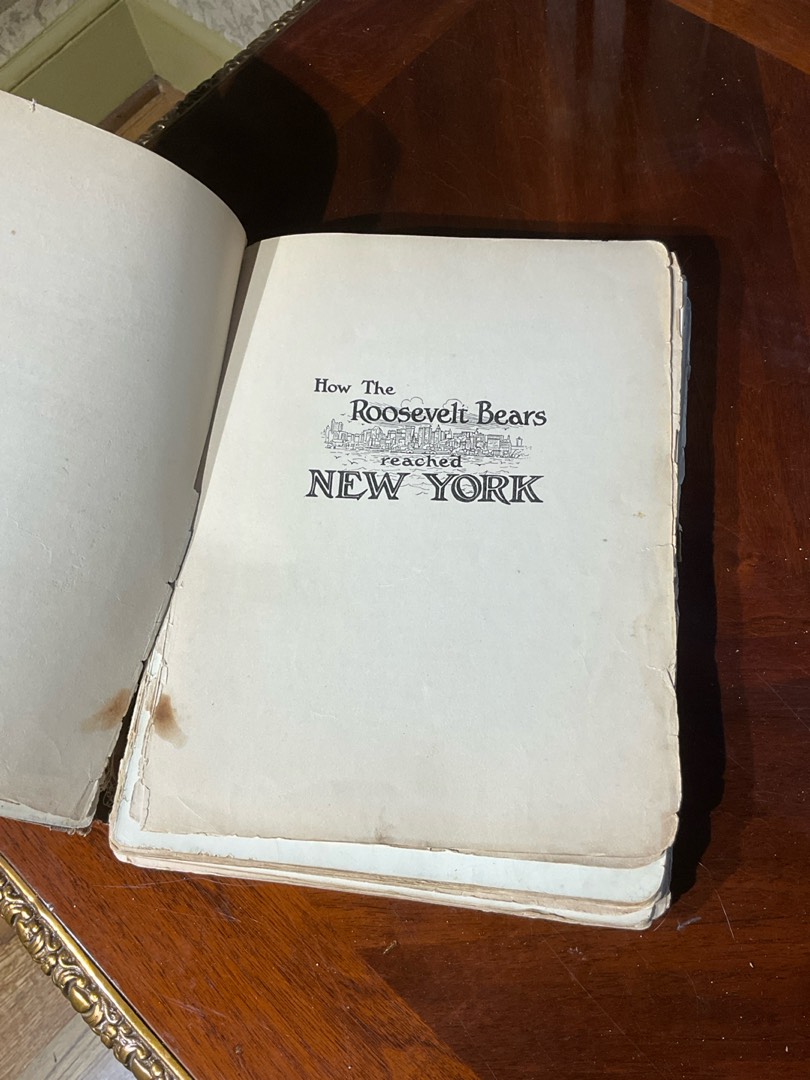 How The
Roosevelt Bears
reached
NEW YORK